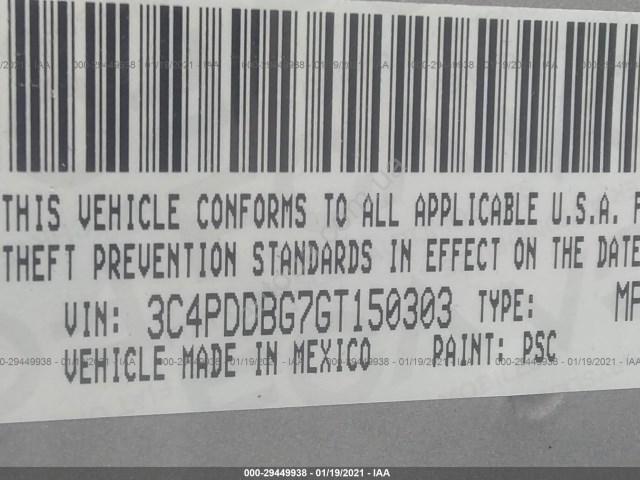 THIS VEHICLE CONFORMS TO ALL APPLICABLE U.S.A. F
THEFT PREVENTION STANDARDS IN EFFECT ON THE DATE
VIN: 3C4PDDBG7GT150303 TYPE: MP
VEHICLE MADE IN MEXICO PAINT: PSC
000-29449938 - 01/19/2021 - IAA